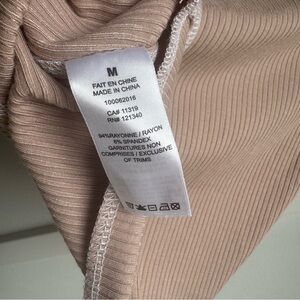 M
FAIT EN CHINE
MADE IN CHINA
100062016
CA# 11319
RN# 121340
94%RAYONNE / RAYON
6% SPANDEX
GARNITURES NON
COMPRISES / EXCLUSIVE
OF TRIMS